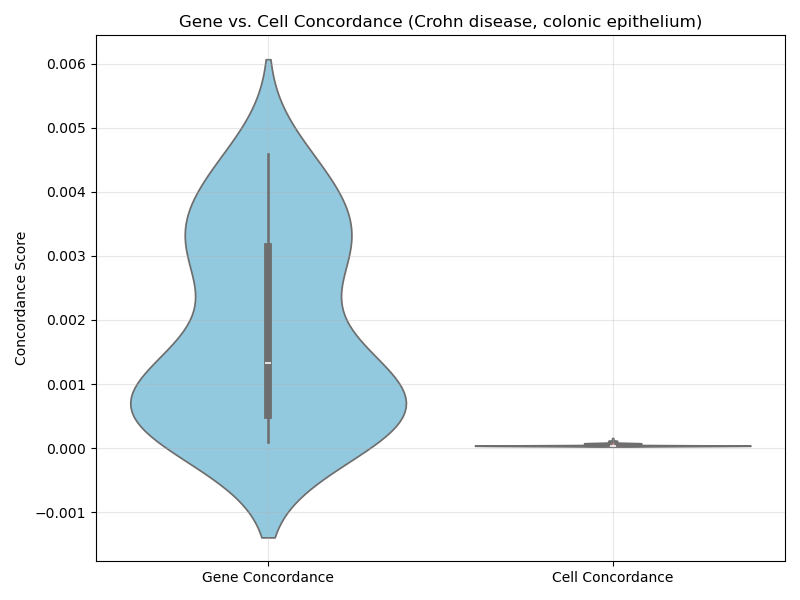 Gene vs. Cell Concordance (Crohn disease, colonic epithelium)
0.006
0.005
0.004
0.003
0.002
0.001
0.000
−0.001
Concordance Score
Gene Concordance
Cell Concordance